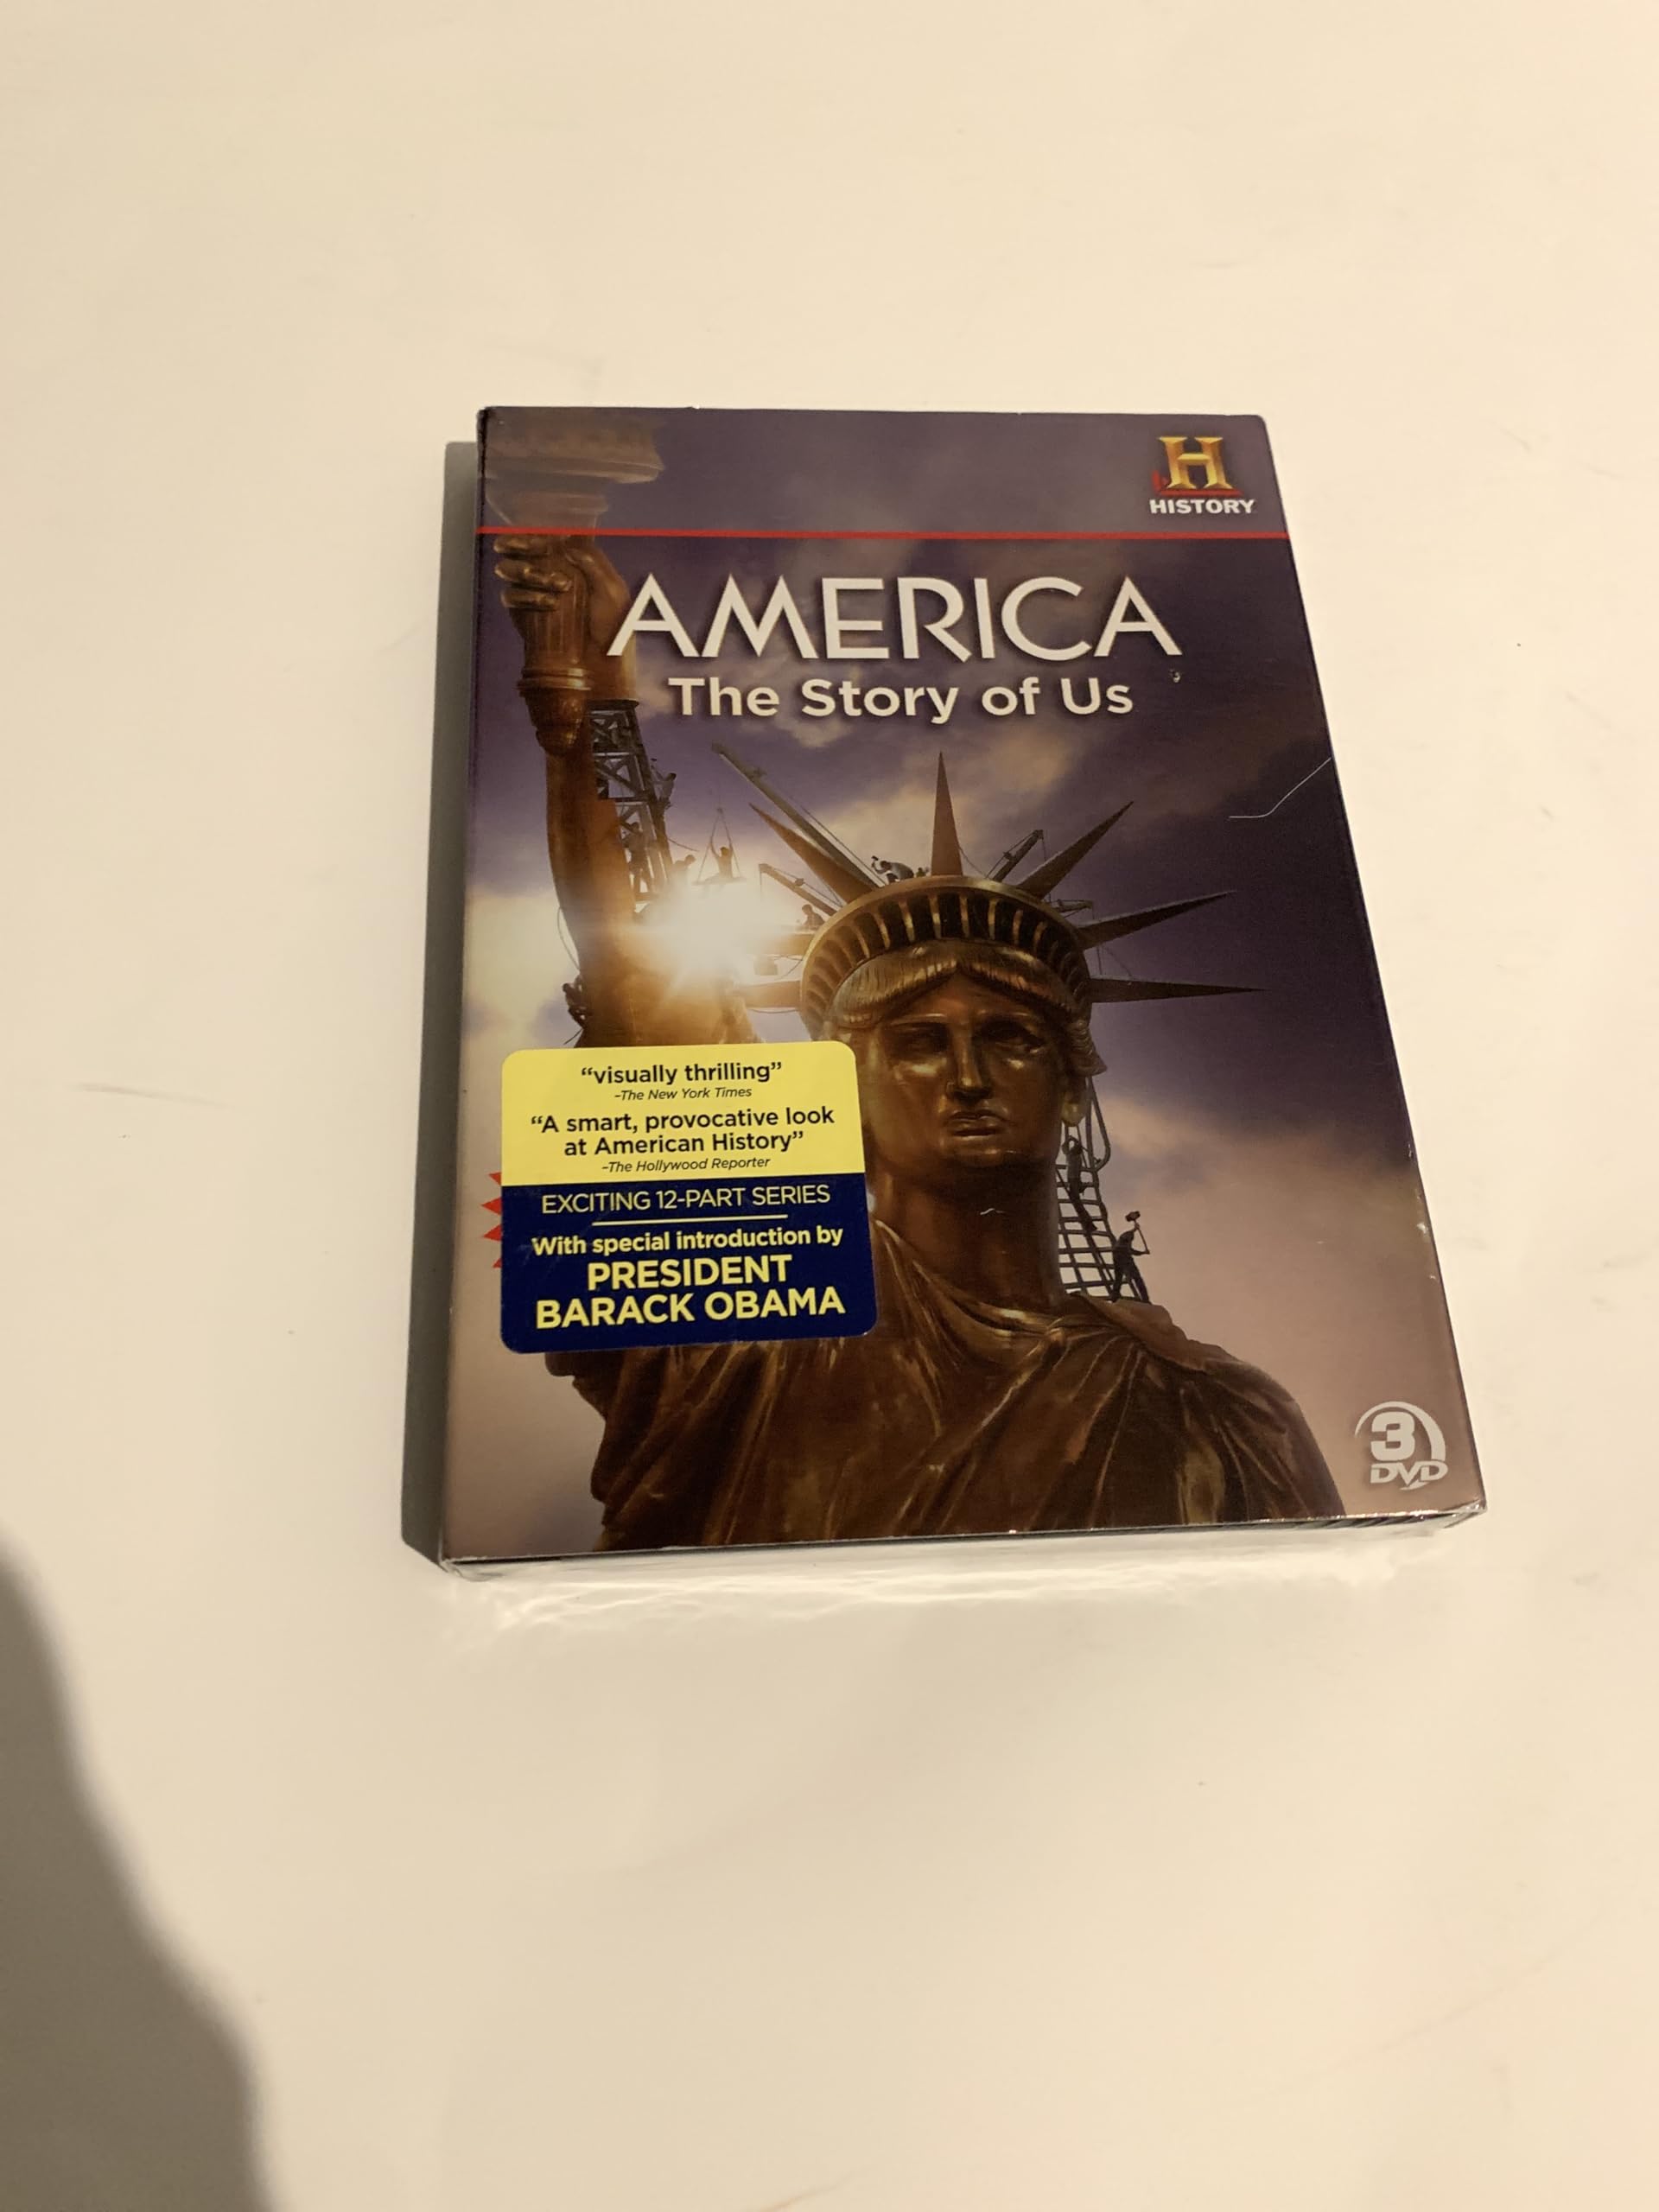 H
HISTORY
AMERICA
The Story of Us
“visually thrilling”
-The New York Times
“A smart, provocative look
at American History”
-The Hollywood Reporter
EXCITING 12-PART SERIES
With special introduction by
PRESIDENT
BARACK OBAMA
3
DVD